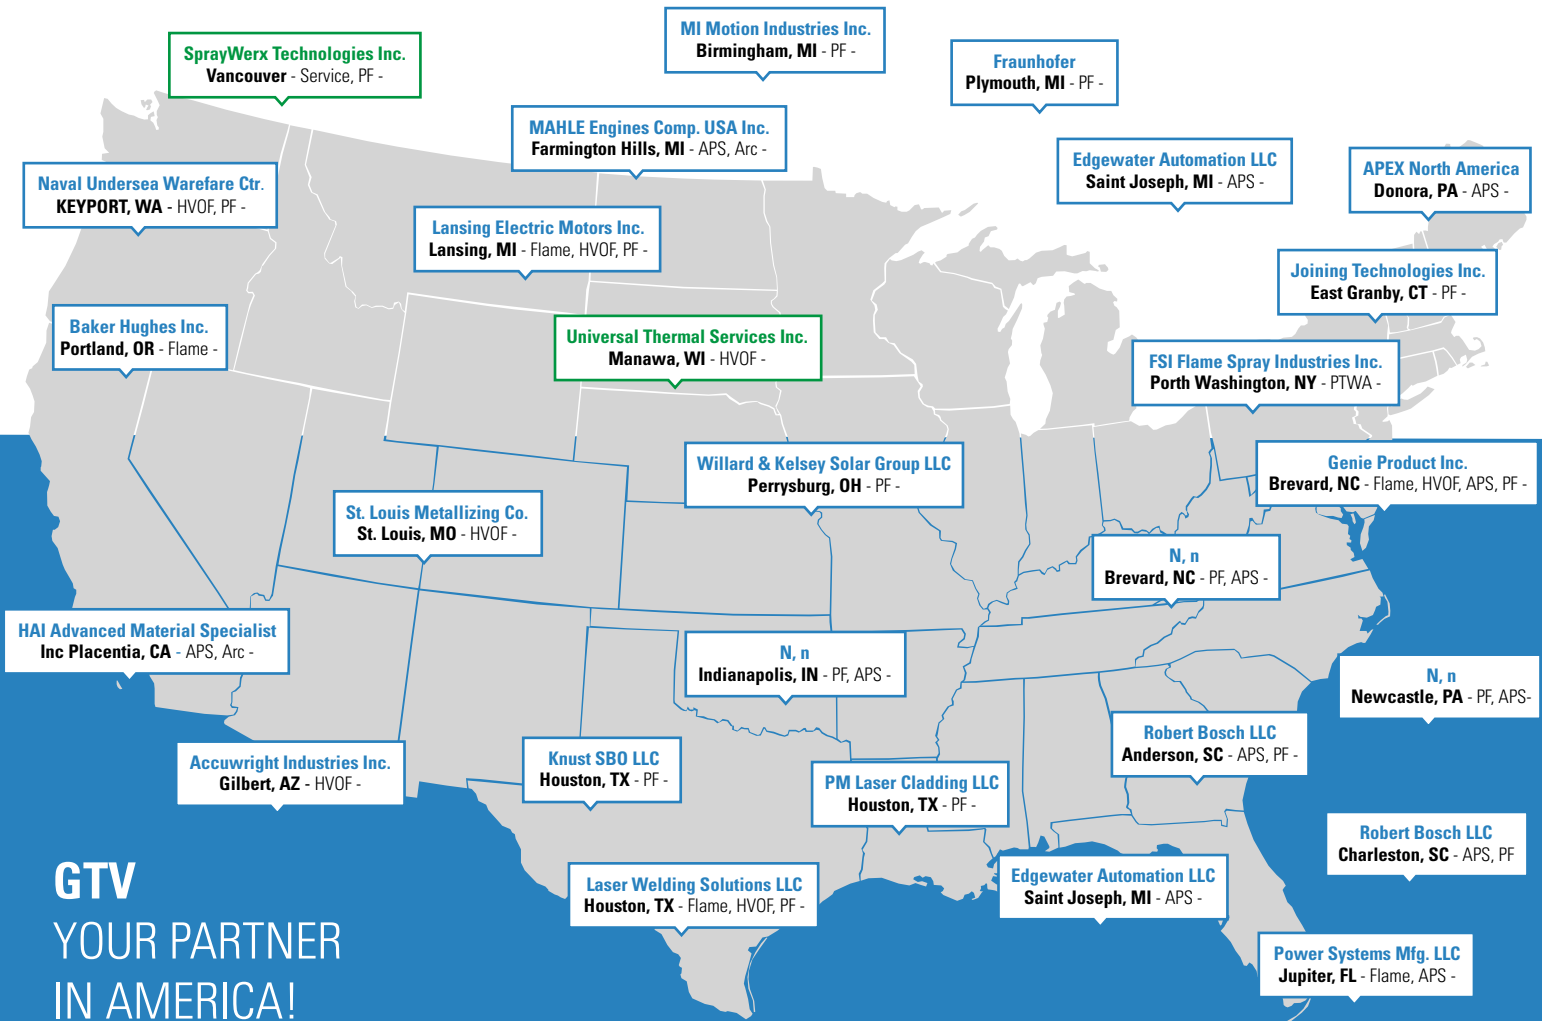 MI Motion Industries Inc.
Birmingham, MI - PF -
SprayWerx Technologies Inc.
Vancouver - Service, PF -
Fraunhofer
Plymouth, MI - PF -
MAHLE Engines Comp. USA Inc.
Farmington Hills, MI - APS, Arc -
Edgewater Automation LLC
Saint Joseph, MI - APS -
APEX North America
Donora, PA - APS -
Naval Undersea Warefare Ctr.
KEYPORT, WA - HVOF, PF -
Lansing Electric Motors Inc.
Lansing, MI - Flame, HVOF, PF -
Joining Technologies Inc.
East Granby, CT - PF -
Baker Hughes Inc.
Portland, OR - Flame -
Universal Thermal Services Inc.
Manawa, WI - HVOF -
FSI Flame Spray Industries Inc.
Porth Washington, NY - PTWA -
Willard & Kelsey Solar Group LLC
Perrysburg, OH - PF -
Genie Product Inc.
Brevard, NC - Flame, HVOF, APS, PF -
St. Louis Metallizing Co.
St. Louis, MO - HVOF -
N, n
Brevard, NC - PF, APS -
HAI Advanced Material Specialist
Inc Placentia, CA - APS, Arc -
N, n
Indianapolis, IN - PF, APS -
N, n
Newcastle, PA - PF, APS-
Robert Bosch LLC
Anderson, SC - APS, PF -
Accuwright Industries Inc.
Gilbert, AZ - HVOF -
Knust SBO LLC
Houston, TX - PF -
PM Laser Cladding LLC
Houston, TX - PF -
Robert Bosch LLC
Charleston, SC - APS, PF
Laser Welding Solutions LLC
Houston, TX - Flame, HVOF, PF -
Edgewater Automation LLC
Saint Joseph, MI - APS -
Power Systems Mfg. LLC
Jupiter, FL - Flame, APS -
GTV
YOUR PARTNER
IN AMERICA!